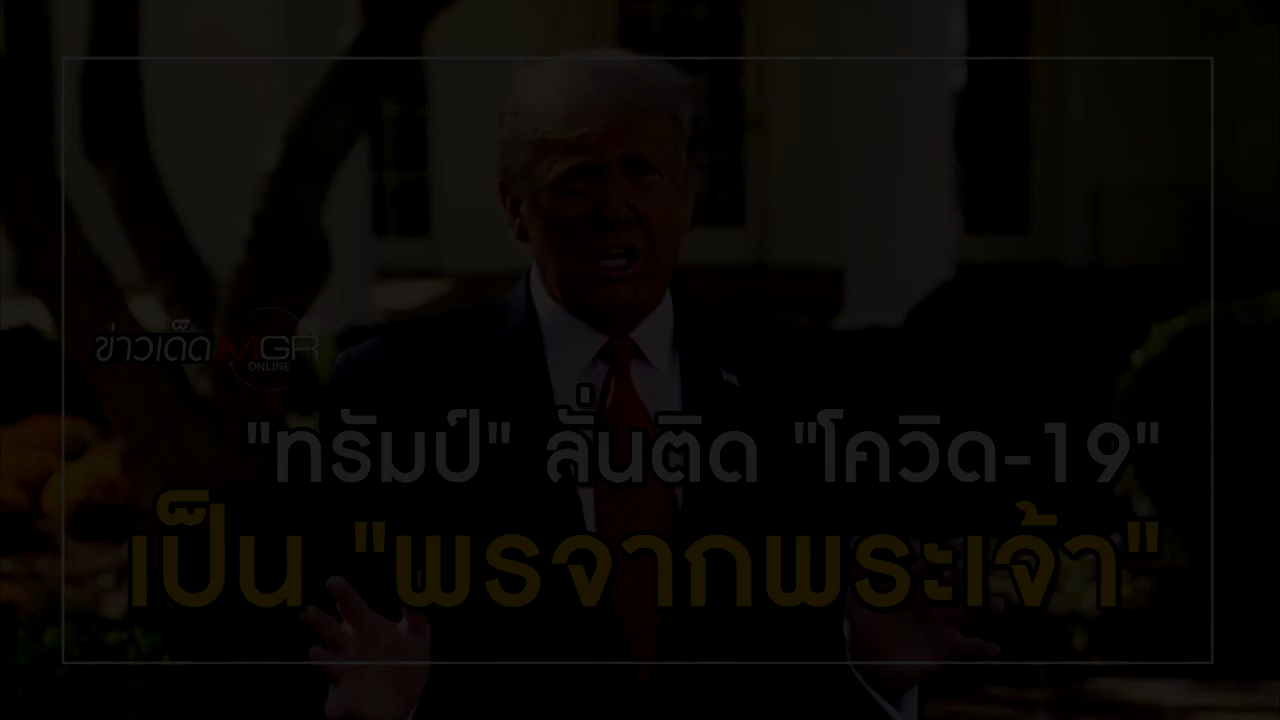 ข่าวเด็ด MGR
ONLINE
"ทรัมป์" ลั่นติด "โควิด-19"
เป็น "พรจากพระเจ้า"